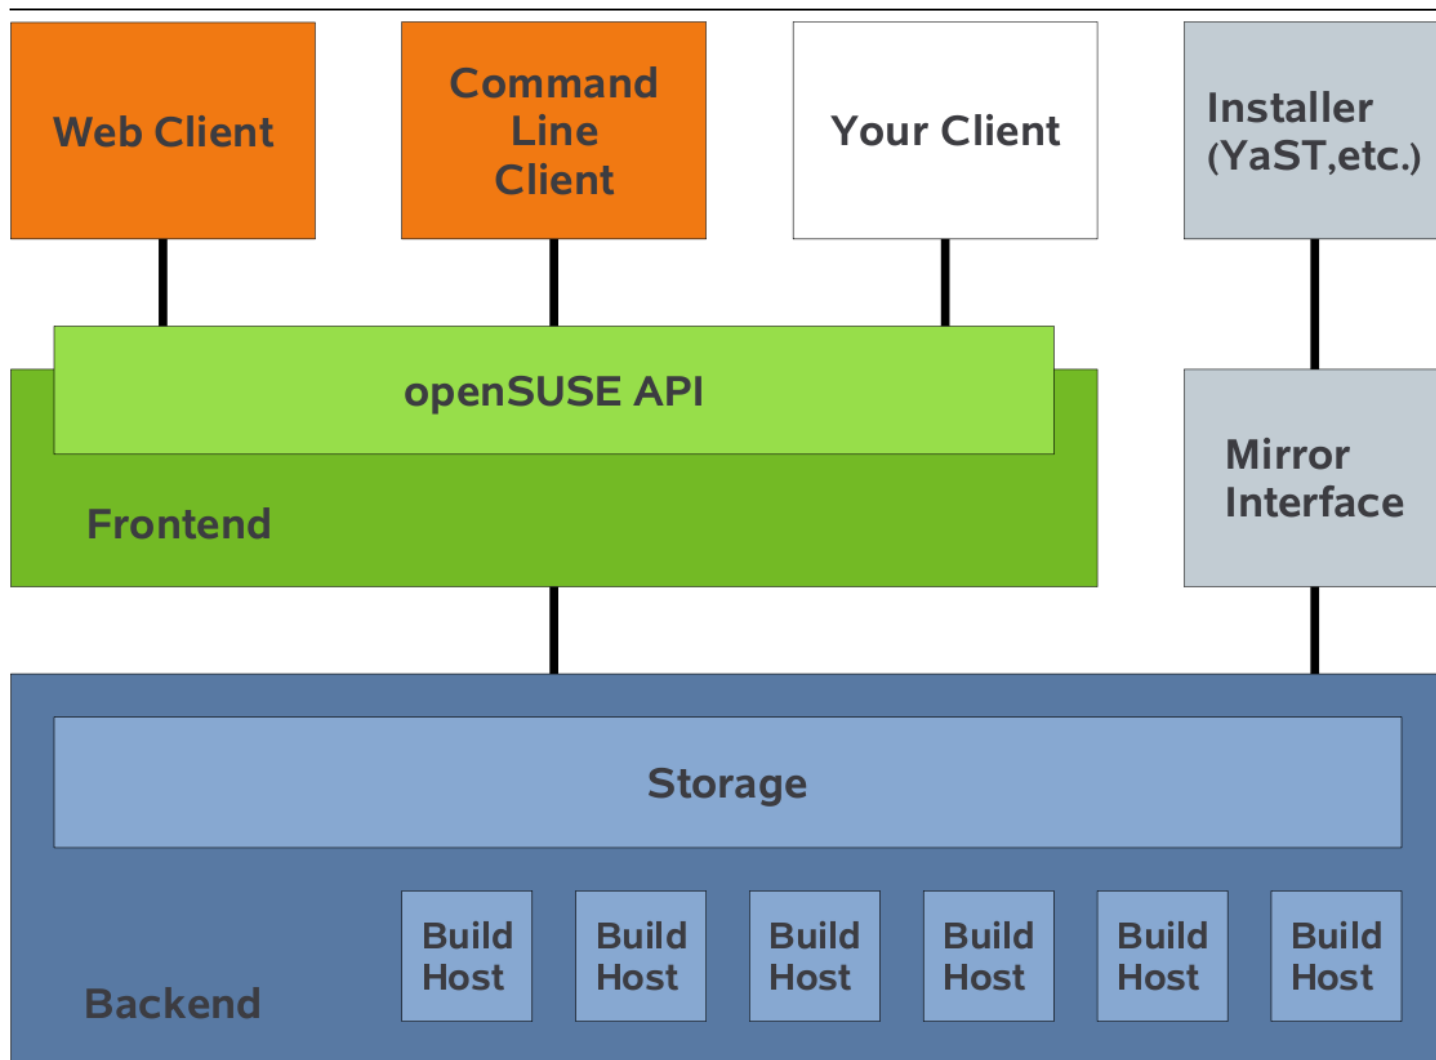 Web Client
Command
Line
Client
Your Client
Installer
(YaST,etc.)
openSUSE API
Frontend
Mirror
Interface
Storage
Build
Host
Build
Host
Build
Host
Build
Host
Build
Host
Build
Host
Backend